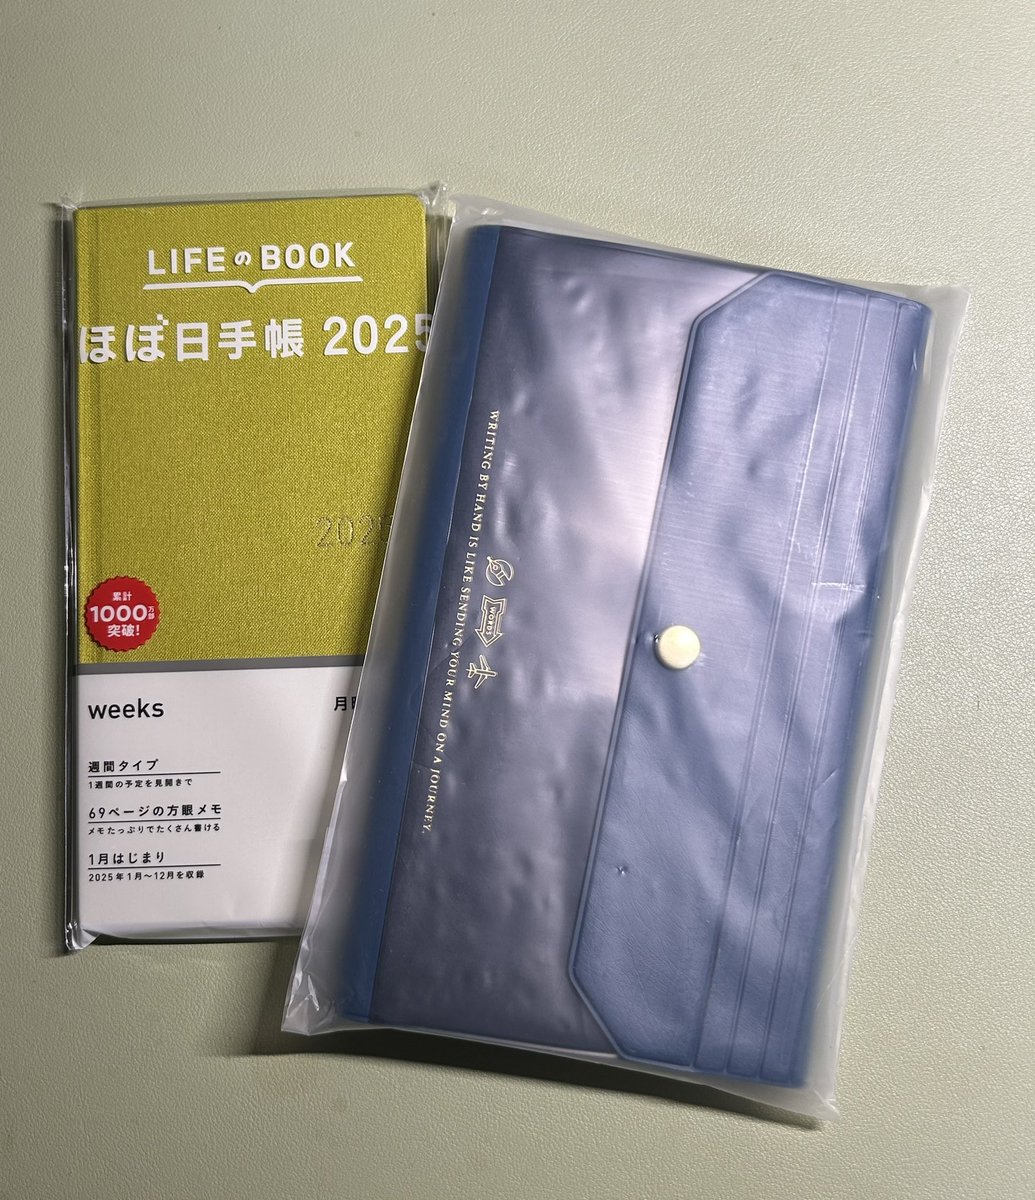 LIFEのBOOK
ほぼ日手帳 2025
2025
累計
1000万部
突破!
weeks
月
週間タイプ
1週間の予定を見開きで
69ページの方眼メモ
メモたっぷりでたくさん書ける
1月はじまり
2025年1月〜12月を収録
WRITING BY HAND IS LIKE SENDING YOUR MIND ON A JOURNEY.
WORDS